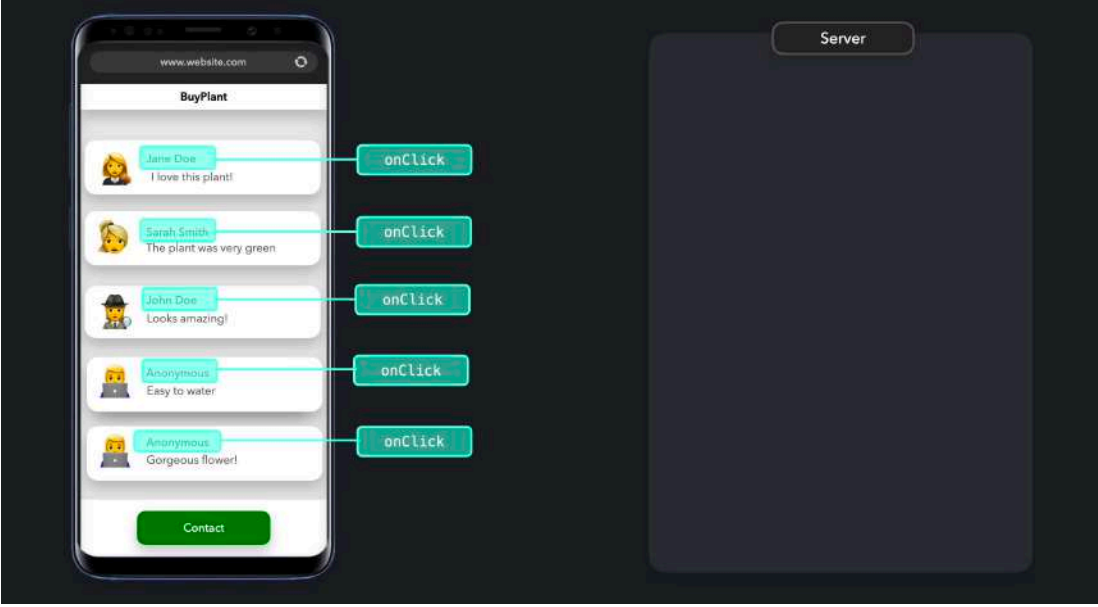 Server
www.website.com
BuyPlant
Jane Doe
I love this plant!
onClick
Sarah Smith
The plant was very green
onClick
John Doe
Looks amazing!
onClick
Anonymous
Easy to water
onClick
Anonymous
Gorgeous flower!
onClick
Contact